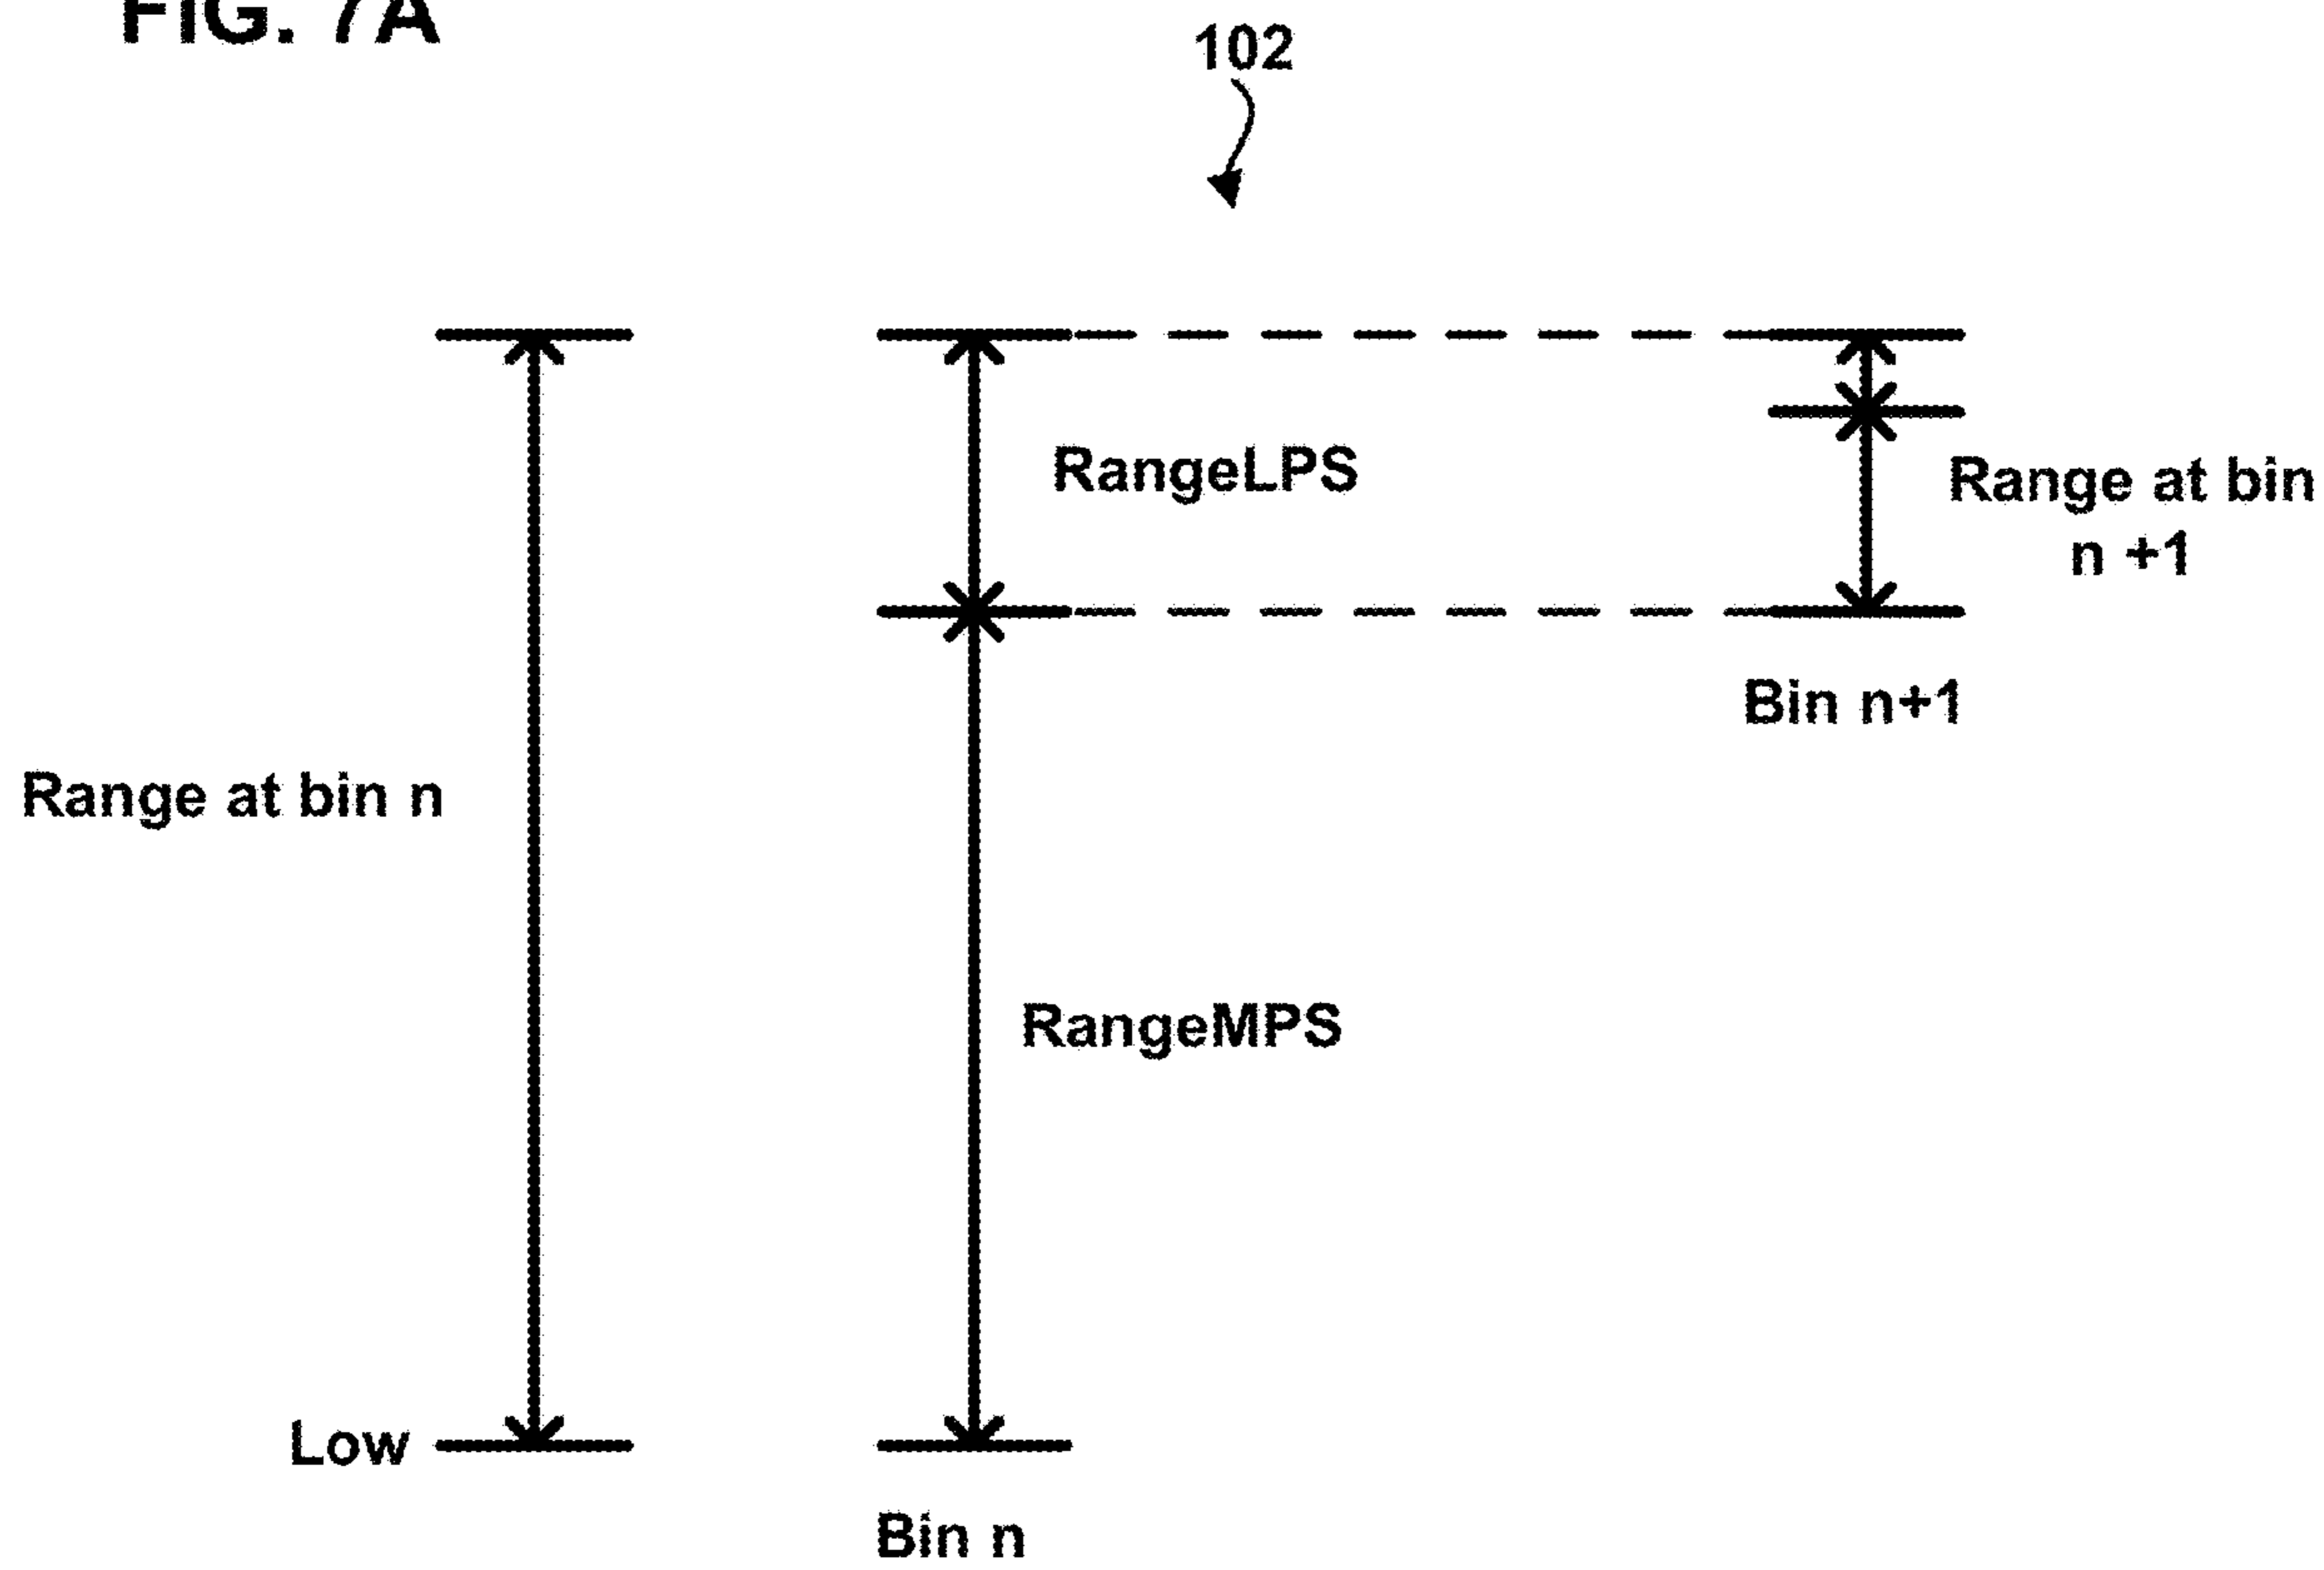 FIG. 7A
102
RangeLPS
Range at bin
n +1
Bin n+1
Range at bin n
RangeMPS
Low
Bin n